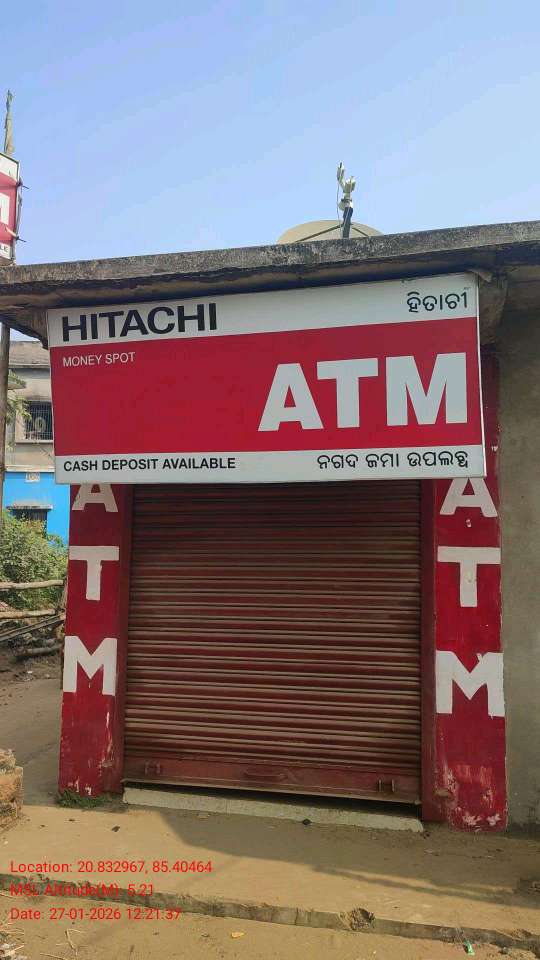 HITACHI
ହିତାଚୀ
MONEY SPOT
ATM
CASH DEPOSIT AVAILABLE
ନଗଦ ଜମା ଉପଲବ୍ଧ
A
T
M
A
T
M
Location: 20.832967, 85.40464
MSL Altitude(M): 5.21
Date: 27-01-2026 12:21:37